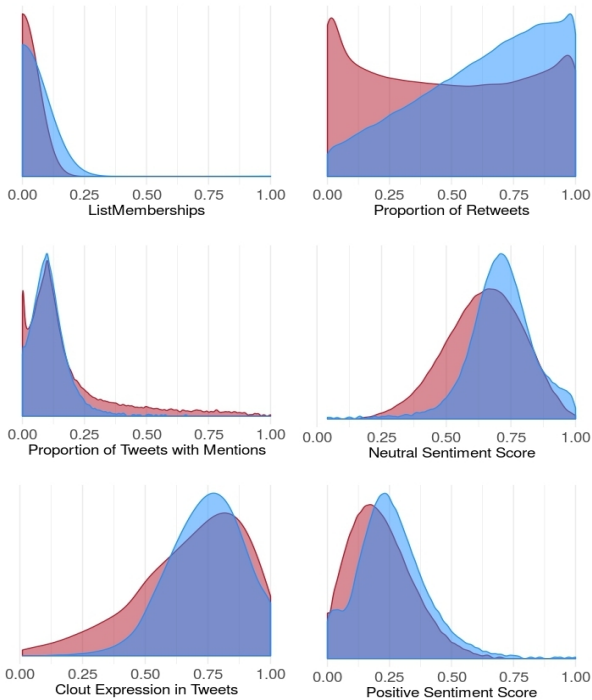 0.00 0.25 0.50 0.75 1.00
ListMemberships
0.00 0.25 0.50 0.75 1.00
Proportion of Retweets
0.00 0.25 0.50 0.75 1.00
Proportion of Tweets with Mentions
0.00 0.25 0.50 0.75 1.00
Neutral Sentiment Score
0.00 0.25 0.50 0.75 1.00
Clout Expression in Tweets
0.00 0.25 0.50 0.75 1.00
Positive Sentiment Score